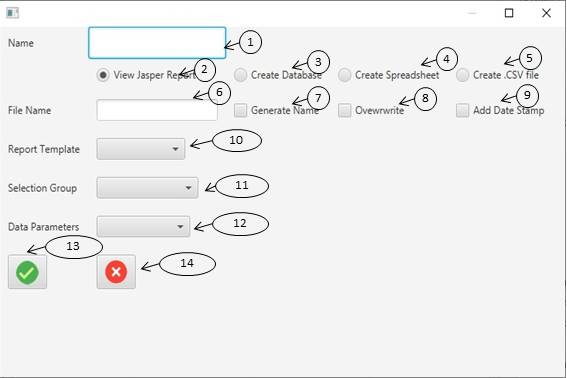 Name 1
View Jasper Report 2 Create Database 3 Create Spreadsheet 4 Create .CSV file 5
6
File Name Generate Name 7 Ovewrwrite 8 Add Date Stamp 9
Report Template 10
Selection Group 11
Data Parameters 12
13
14